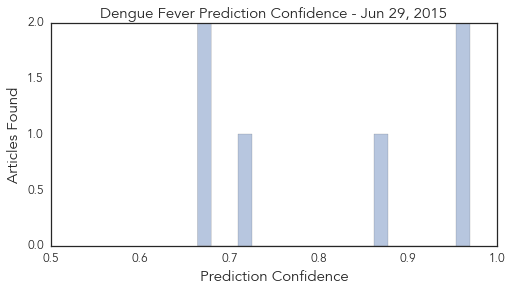 Dengue Fever Prediction Confidence - Jun 29, 2015
2.0
1.5
1.0
0.5
0.0
Articles Found
0.5 0.6 0.7 0.8 0.9 1.0
Prediction Confidence